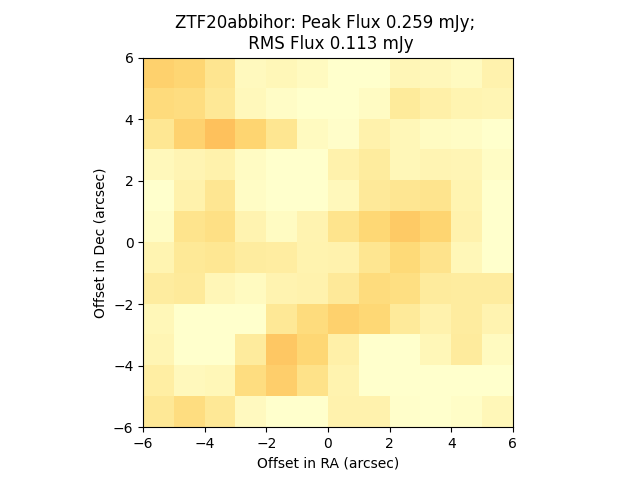 ZTF20abbihor: Peak Flux 0.259 mJy;
RMS Flux 0.113 mJy
6
4
2
0
−2
−4
−6
Offset in Dec (arcsec)
−6 −4 −2 0 2 4 6
Offset in RA (arcsec)